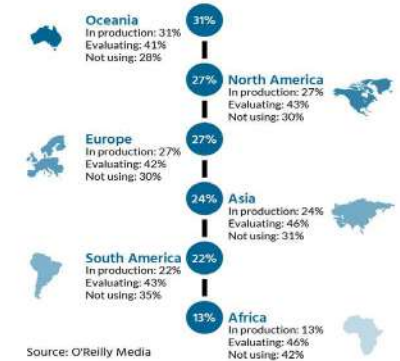 Oceania
In production: 31%
Evaluating: 41%
Not using: 28%
31%
27%
North America
In production: 27%
Evaluating: 43%
Not using: 30%
Europe
In production: 27%
Evaluating: 42%
Not using: 30%
27%
24%
Asia
In production: 24%
Evaluating: 46%
Not using: 31%
South America
In production: 22%
Evaluating: 43%
Not using: 35%
22%
13%
Africa
In production: 13%
Evaluating: 46%
Not using: 42%
Source: O'Reilly Media